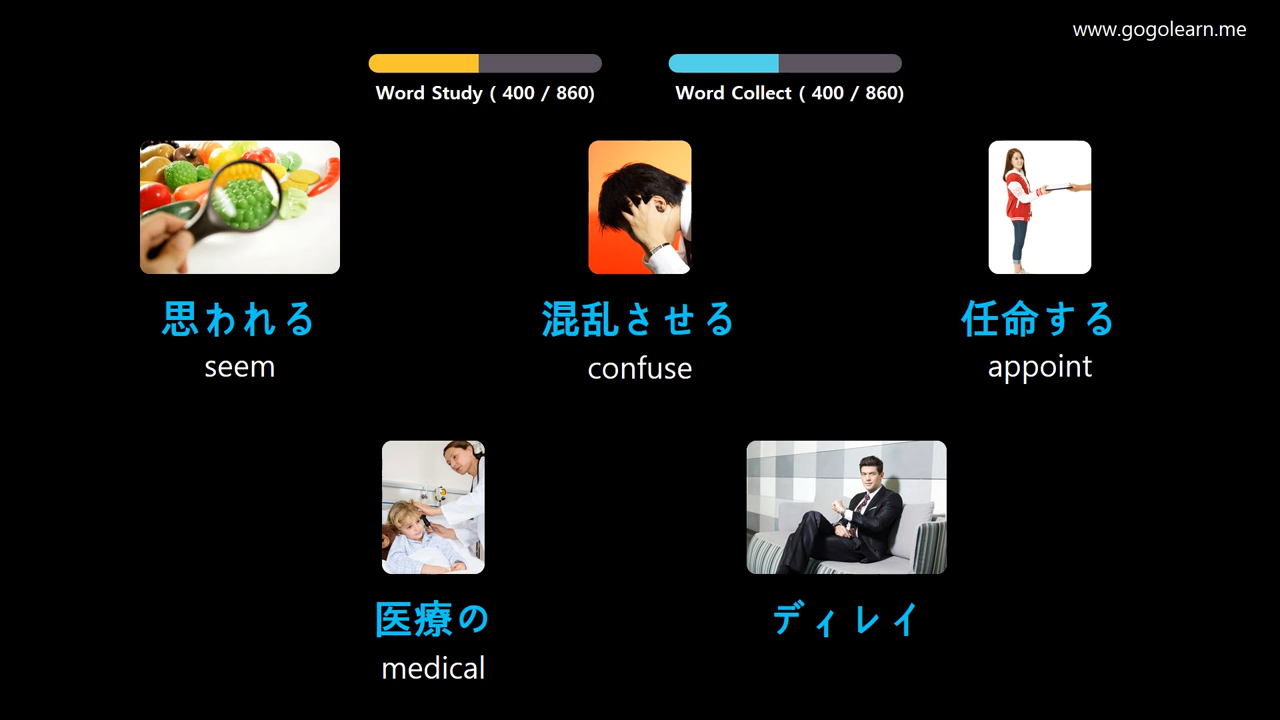 www.gogolearn.me
Word Study ( 400 / 860)
Word Collect ( 400 / 860)
思われる
seem
混乱させる
confuse
任命する
appoint
医療の
medical
ディレイ